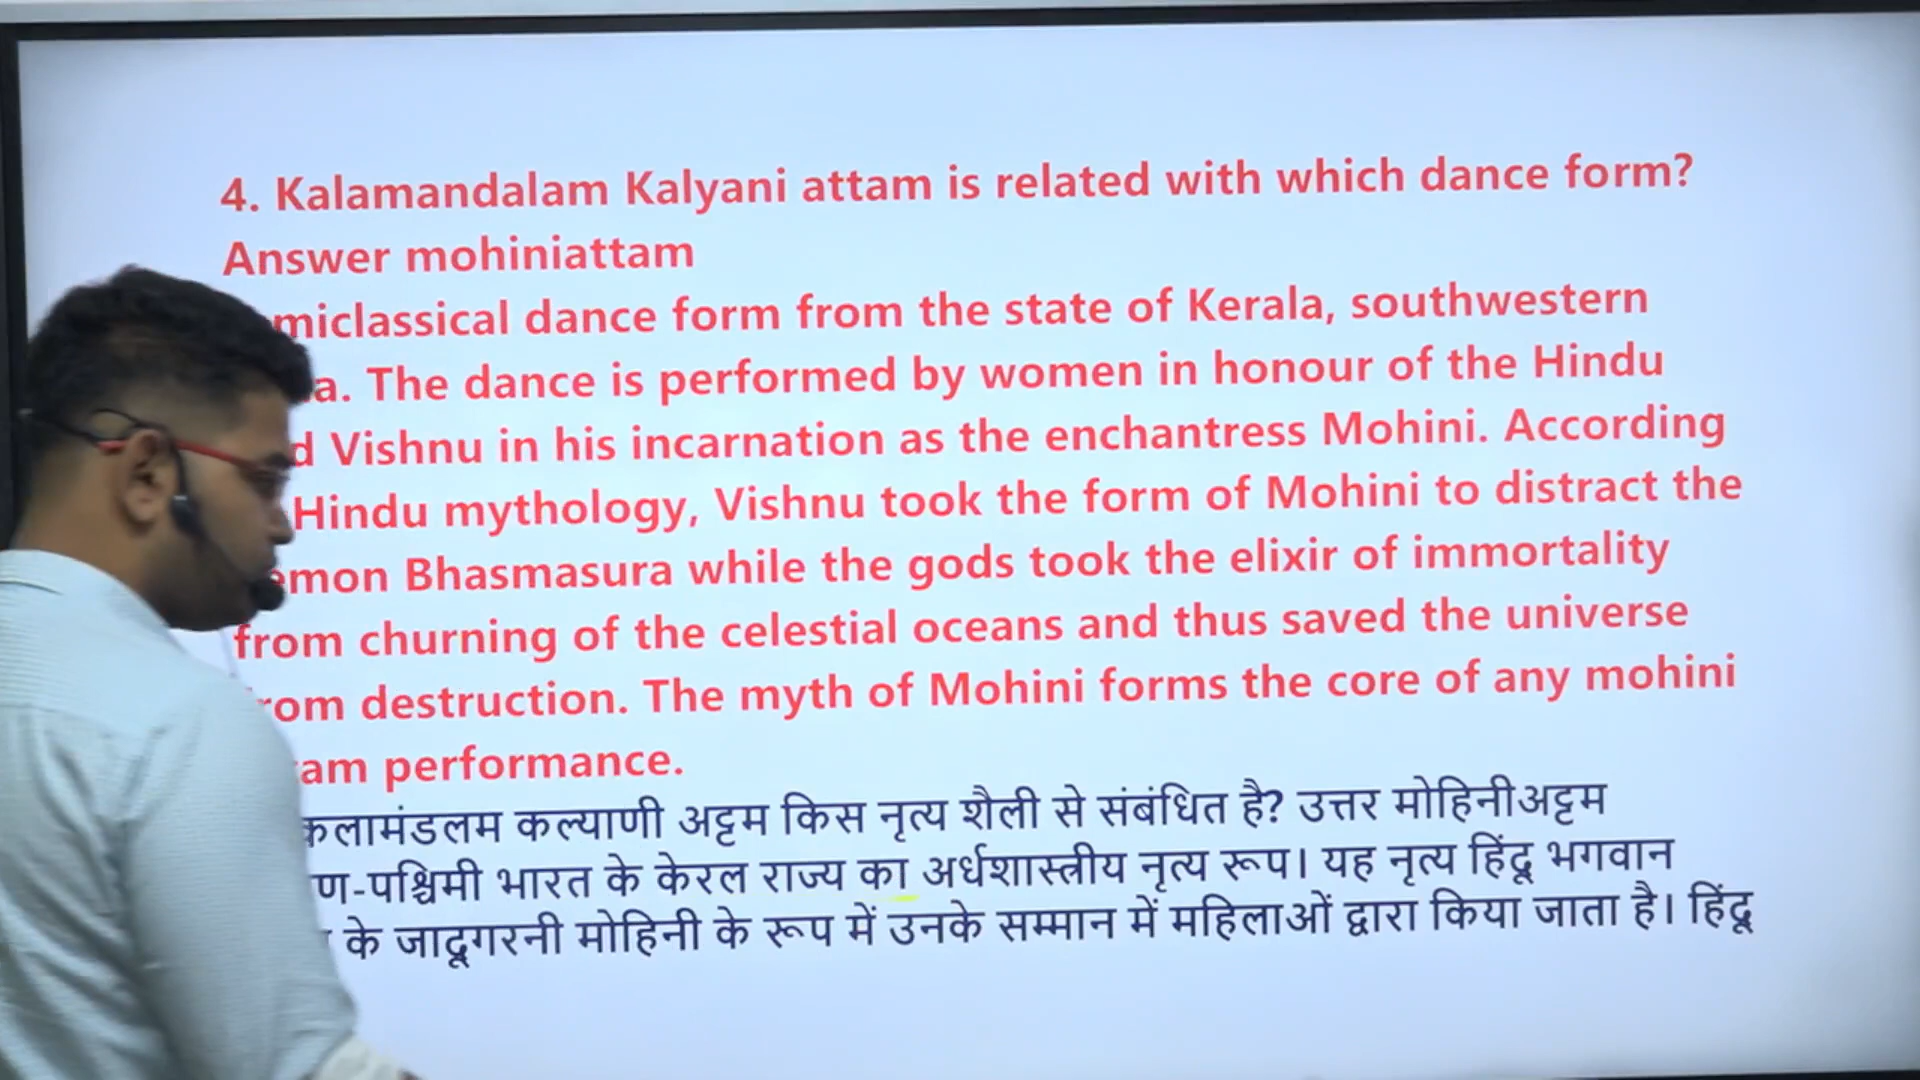 4. Kalamandalam Kalyani attam is related with which dance form?
Answer mohiniattam
miclassical dance form from the state of Kerala, southwestern
a. The dance is performed by women in honour of the Hindu
d Vishnu in his incarnation as the enchantress Mohini. According
Hindu mythology, Vishnu took the form of Mohini to distract the
emon Bhasmasura while the gods took the elixir of immortality
from churning of the celestial oceans and thus saved the universe
rom destruction. The myth of Mohini forms the core of any mohini
am performance.
कलामंडलम कल्याणी अट्टम किस नृत्य शैली से संबंधित है? उत्तर मोहिनीअट्टम
ण-पश्चिमी भारत के केरल राज्य का अर्धशास्त्रीय नृत्य रूप। यह नृत्य हिंदू भगवान
के जादूगरनी मोहिनी के रूप में उनके सम्मान में महिलाओं द्वारा किया जाता है। हिंदू